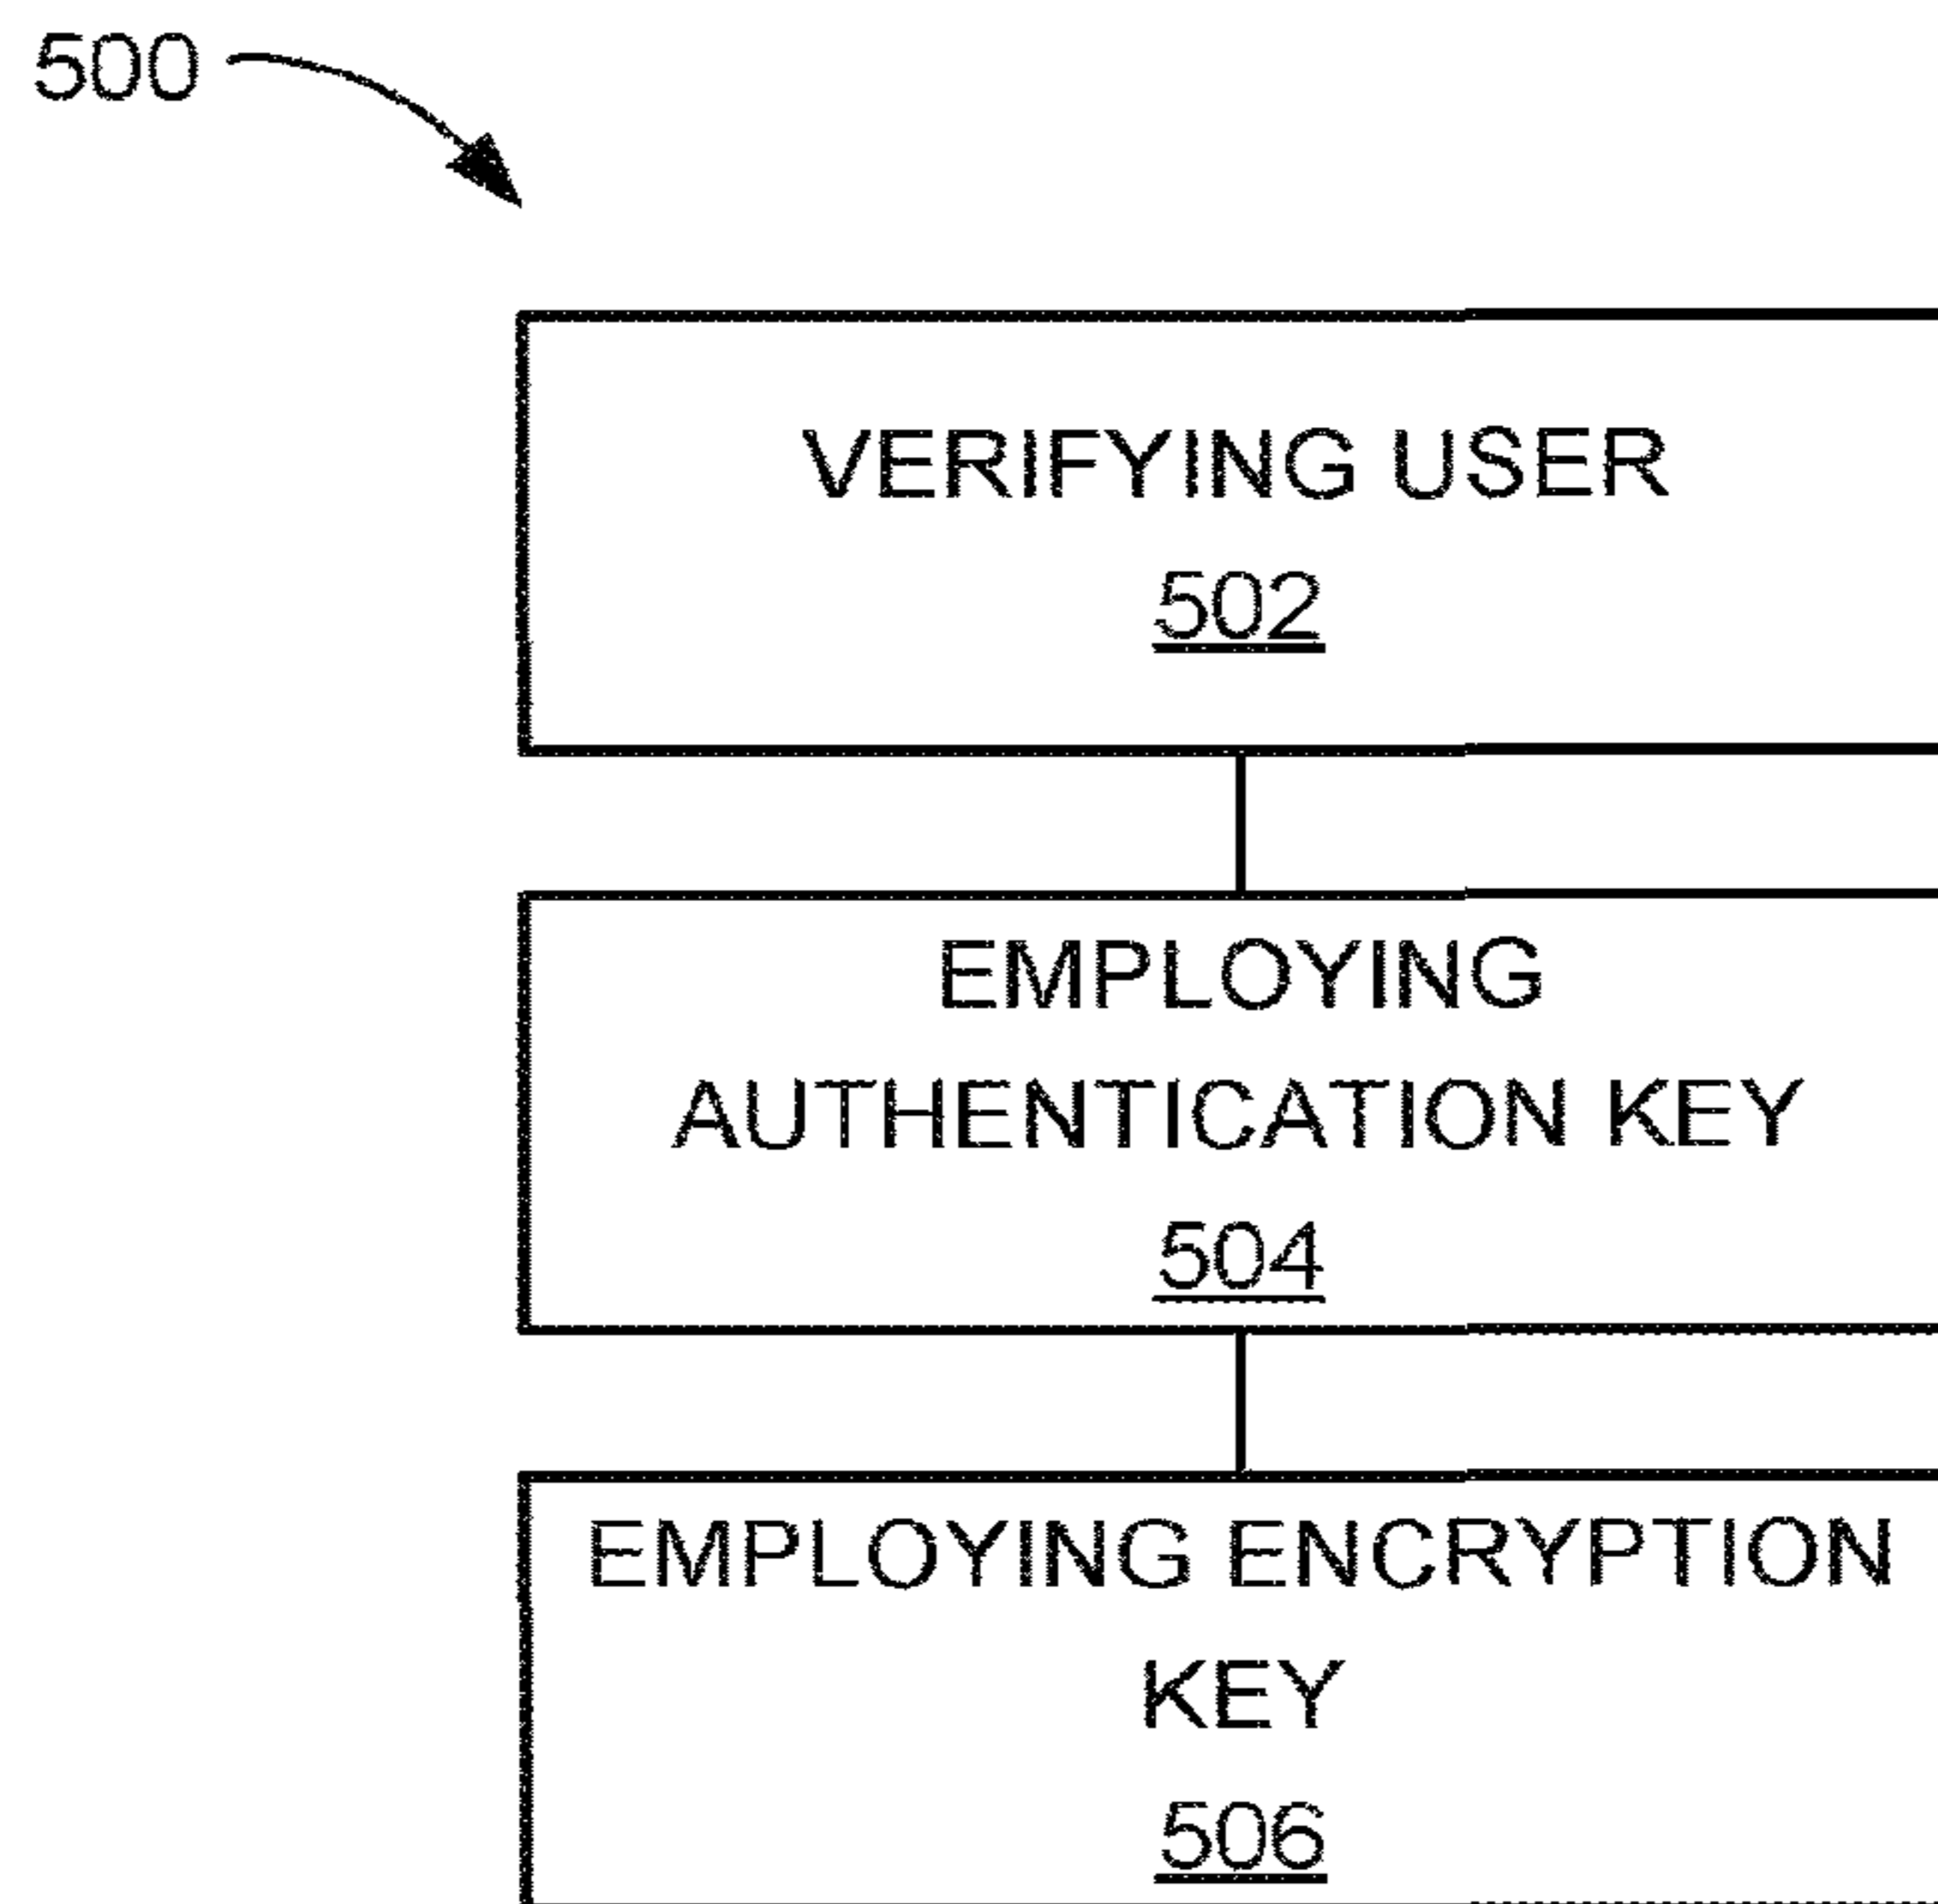 500
VERIFYING USER
502
EMPLOYING
AUTHENTICATION KEY
504
EMPLOYING ENCRYPTION
KEY
506